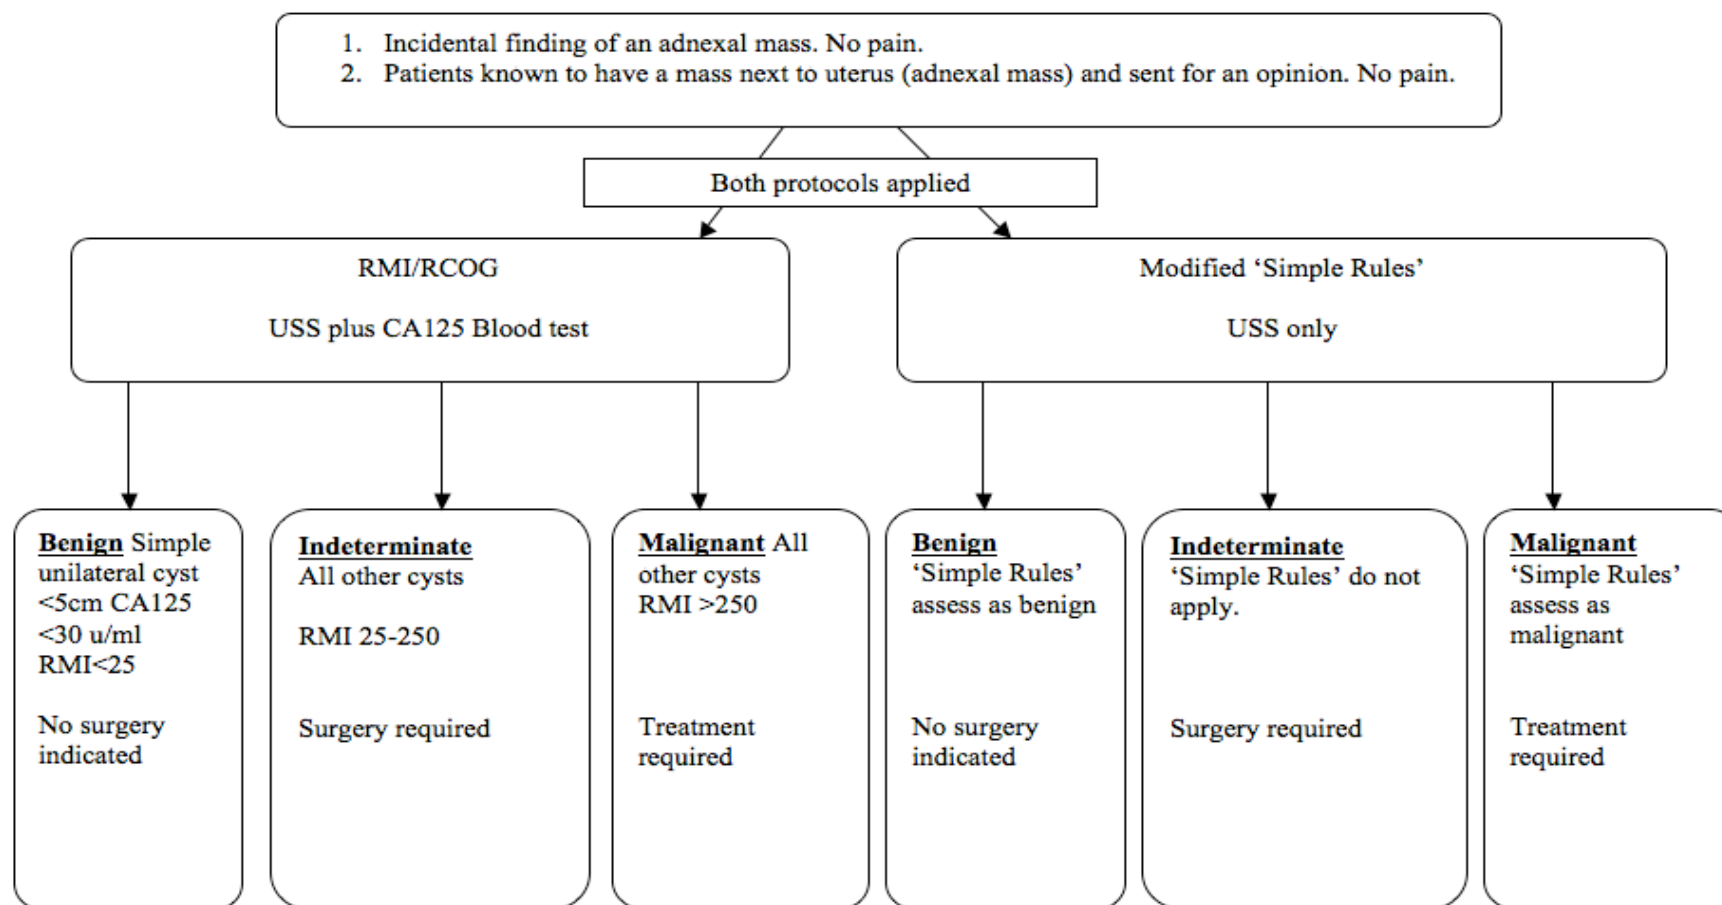 1. Incidental finding of an adnexal mass. No pain.
2. Patients known to have a mass next to uterus (adnexal mass) and sent for an opinion. No pain.
Both protocols applied
RMI/RCOG
USS plus CA125 Blood test
Modified ‘Simple Rules’
USS only
Benign Simple
unilateral cyst
<5cm CA125
<30 u/ml
RMI<25
No surgery
indicated
Indeterminate
All other cysts
RMI 25-250
Surgery required
Malignant All
other cysts
RMI >250
Treatment
required
Benign
‘Simple Rules’
assess as benign
No surgery
indicated
Indeterminate
‘Simple Rules’ do not
apply.
Surgery required
Malignant
‘Simple Rules’
assess as
malignant
Treatment
required